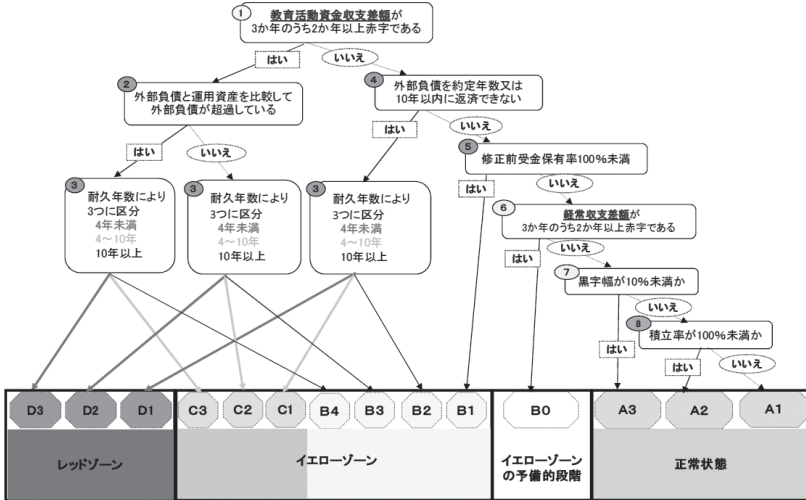 1
教育活動資金収支差額が
3か年のうち2か年以上赤字である
はい
いいえ
2
外部負債と運用資産を比較して
外部負債が超過している
4
外部負債を約定年数又は
10年以内に返済できない
はい
いいえ
はい
いいえ
5
修正前受金保有率100%未満
3
耐久年数により
3つに区分
4年未満
4～10年
10年以上
3
耐久年数により
3つに区分
4年未満
4～10年
10年以上
3
耐久年数により
3つに区分
4年未満
4～10年
10年以上
はい
いいえ
6
経常収支差額が
3か年のうち2か年以上赤字である
はい
いいえ
7
黒字幅が10%未満か
はい
いいえ
8
積立率が100%未満か
はい
いいえ
D3 D2 D1 C3 C2 C1 B4 B3 B2 B1 B0 A3 A2 A1
レッドゾーン
イエローゾーン
イエローゾーン
の予備的段階
正常状態